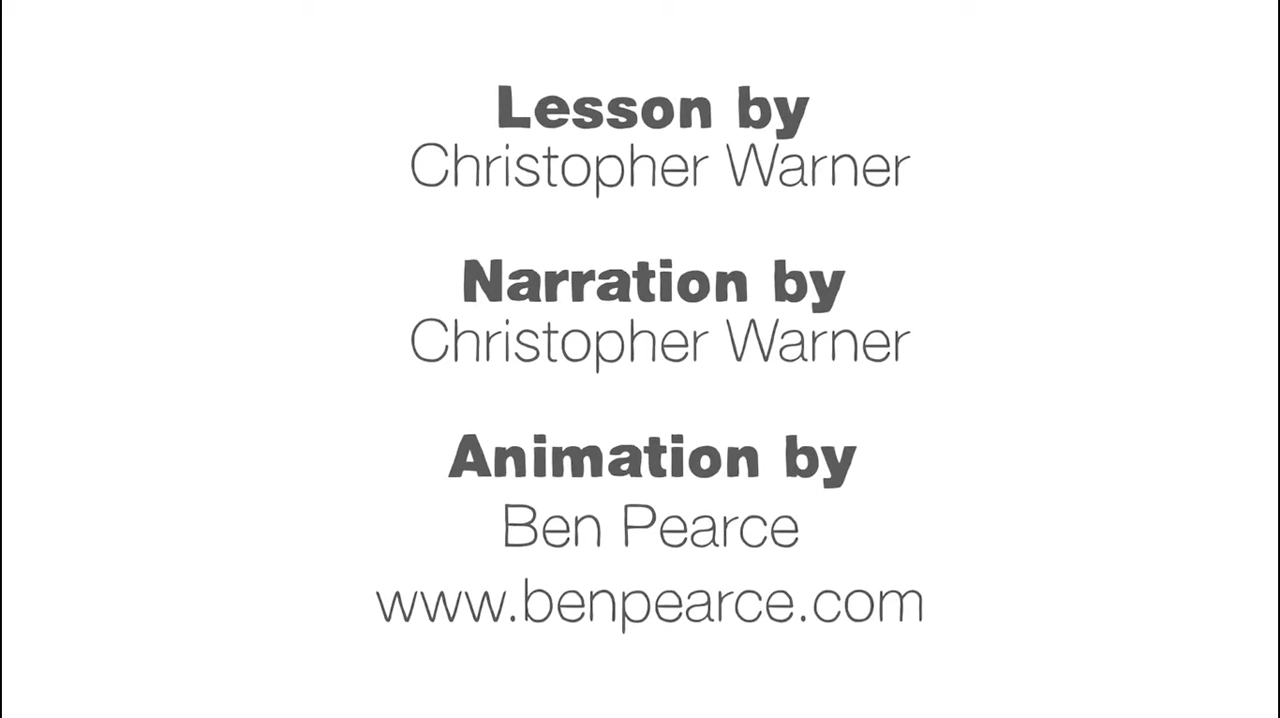 Lesson by
Christopher Warner
Narration by
Christopher Warner
Animation by
Ben Pearce
www.benpearce.com